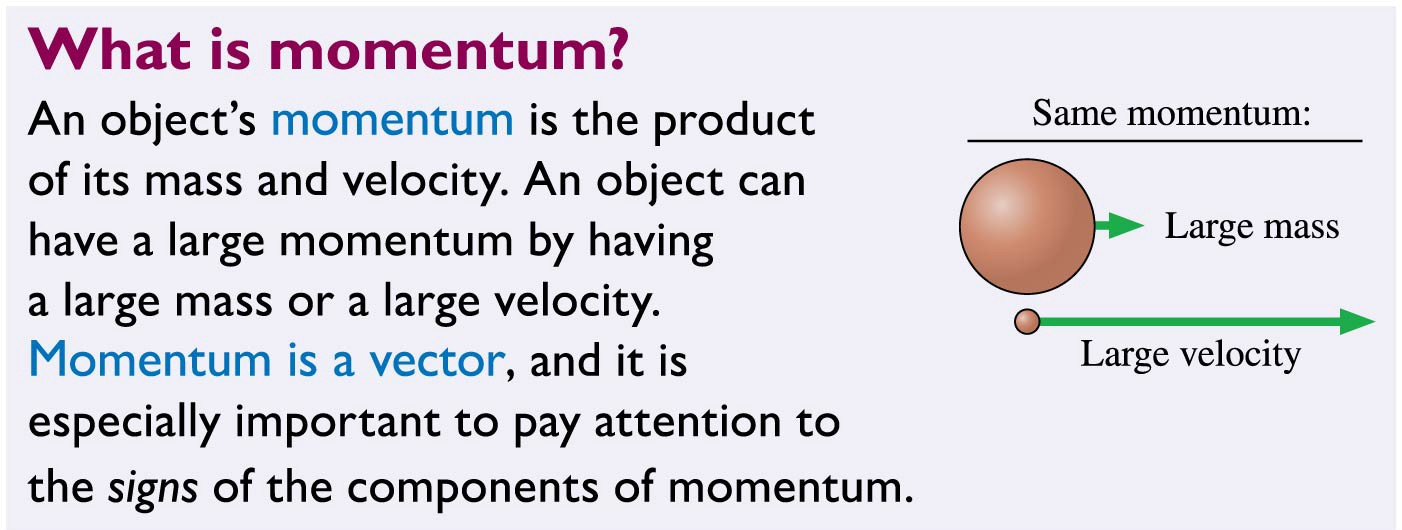 What is momentum?
An object's momentum is the product
of its mass and velocity. An object can
have a large momentum by having
a large mass or a large velocity.
Momentum is a vector, and it is
especially important to pay attention to
the signs of the components of momentum.
Same momentum:
Large mass
Large velocity